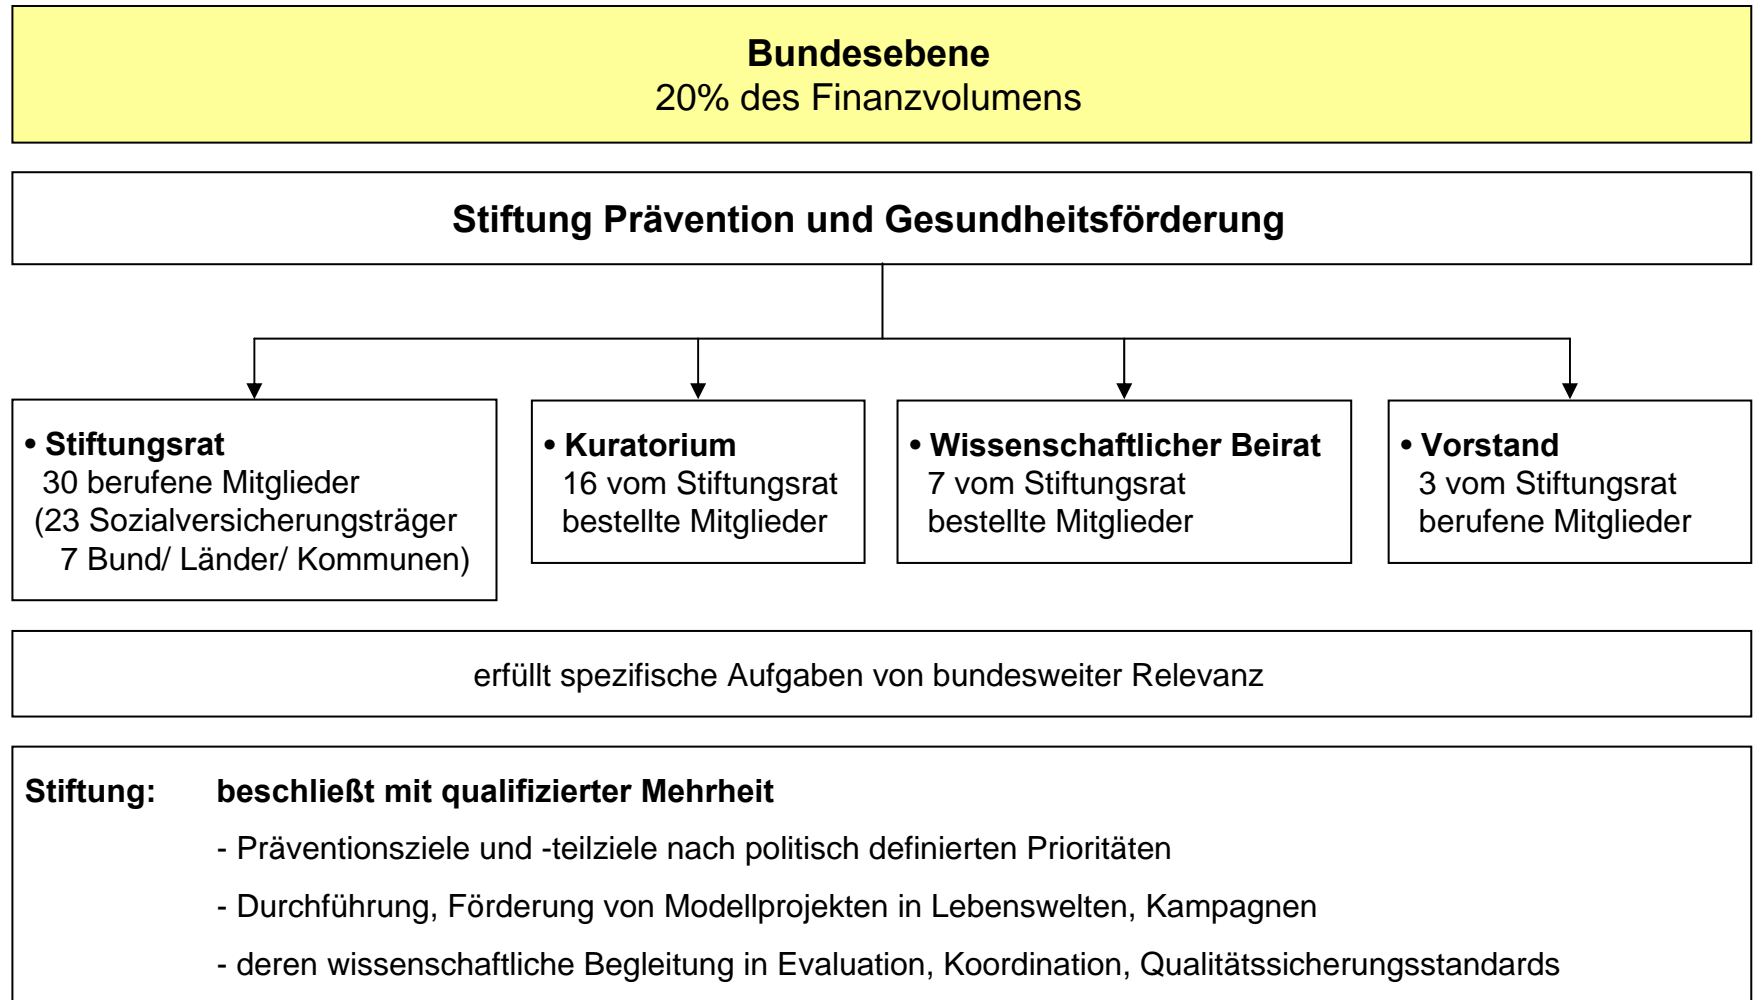 Bundesebene
20% des Finanzvolumens
Stiftung Prävention und Gesundheitsförderung
• Stiftungsrat
30 berufene Mitglieder
(23 Sozialversicherungsträger
7 Bund/ Länder/ Kommunen)
• Kuratorium
16 vom Stiftungsrat
bestellte Mitglieder
• Wissenschaftlicher Beirat
7 vom Stiftungsrat
bestellte Mitglieder
• Vorstand
3 vom Stiftungsrat
berufene Mitglieder
erfüllt spezifische Aufgaben von bundesweiter Relevanz
Stiftung: beschließt mit qualifizierter Mehrheit
- Präventionsziele und -teilziele nach politisch definierten Prioritäten
- Durchführung, Förderung von Modellprojekten in Lebenswelten, Kampagnen
- deren wissenschaftliche Begleitung in Evaluation, Koordination, Qualitätssicherungsstandards